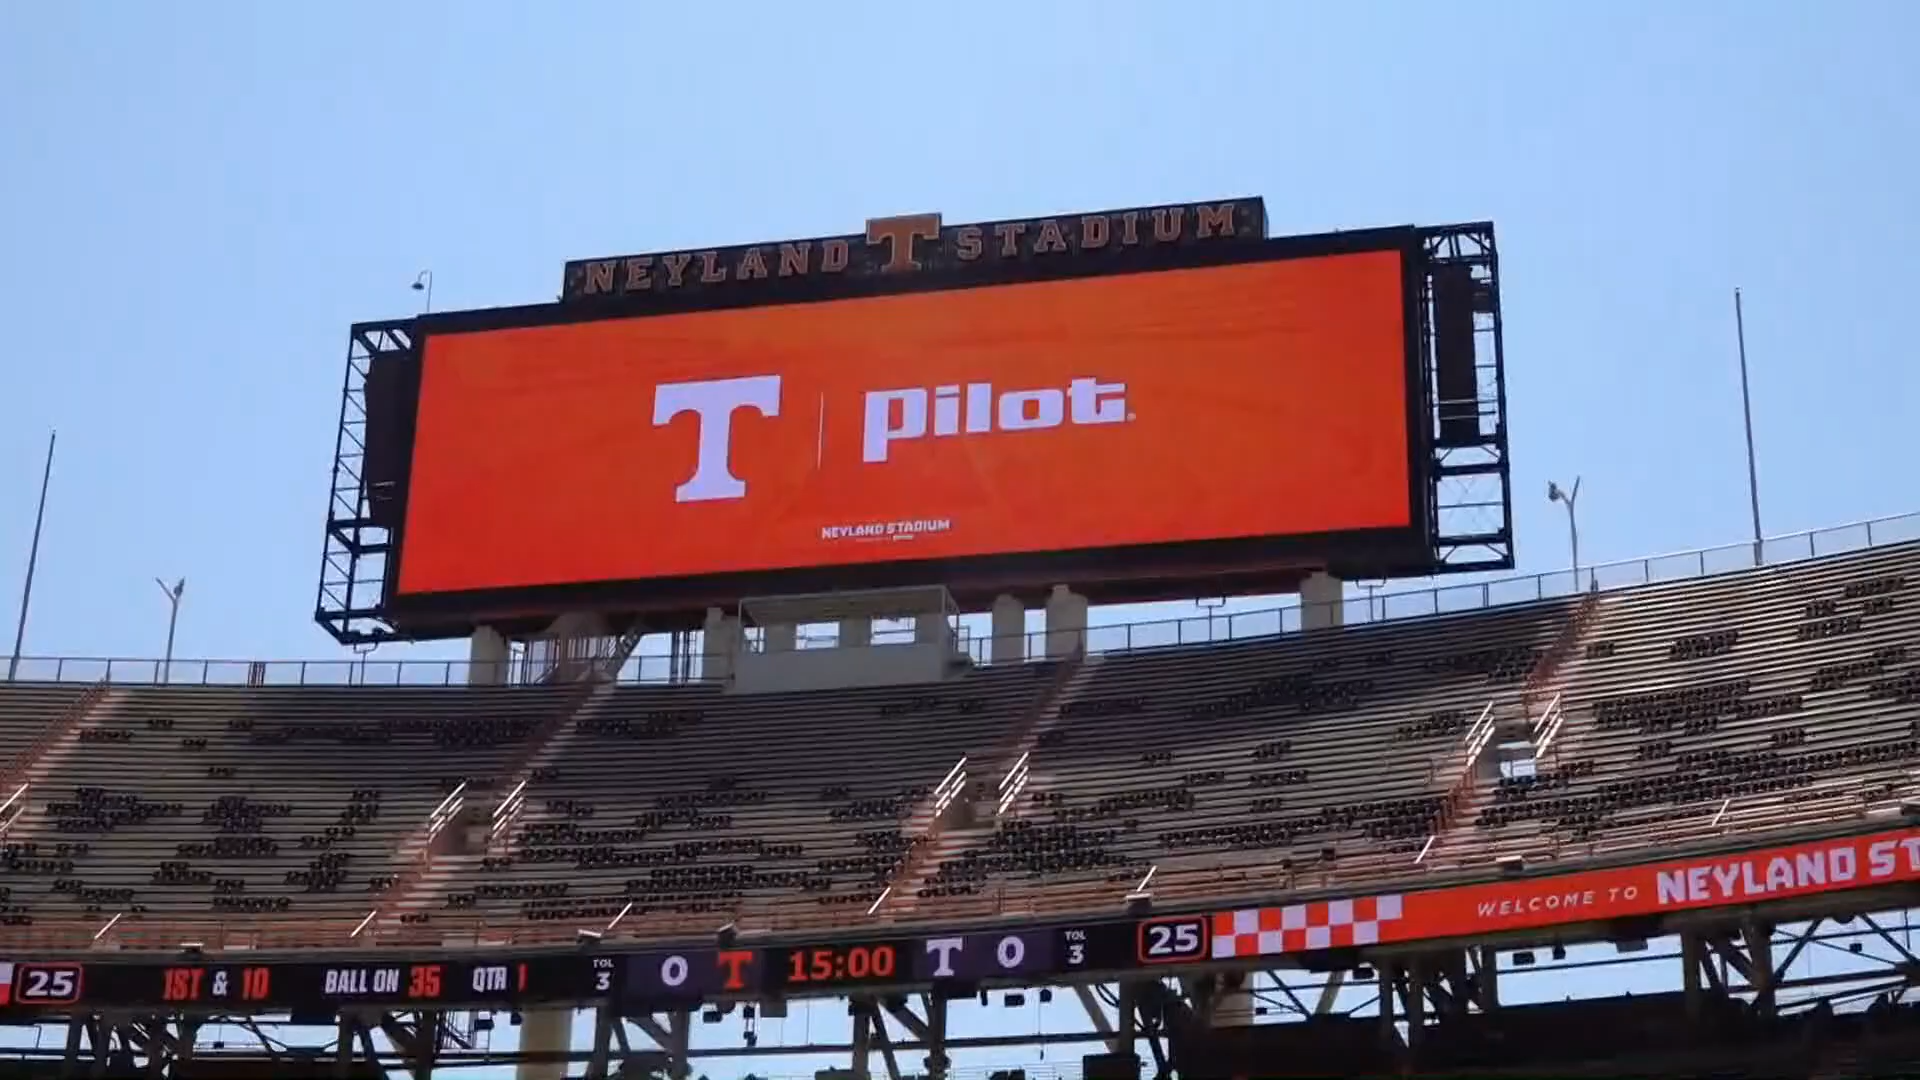 NEYLAND T STADIUM
T | Pilot
NEYLAND STADIUM
WELCOME TO NEYLAND ST
25 1ST & 10 BALL ON 35 QTR 1 TOL 3 0 T 15:00 T 0 TOL 3 25